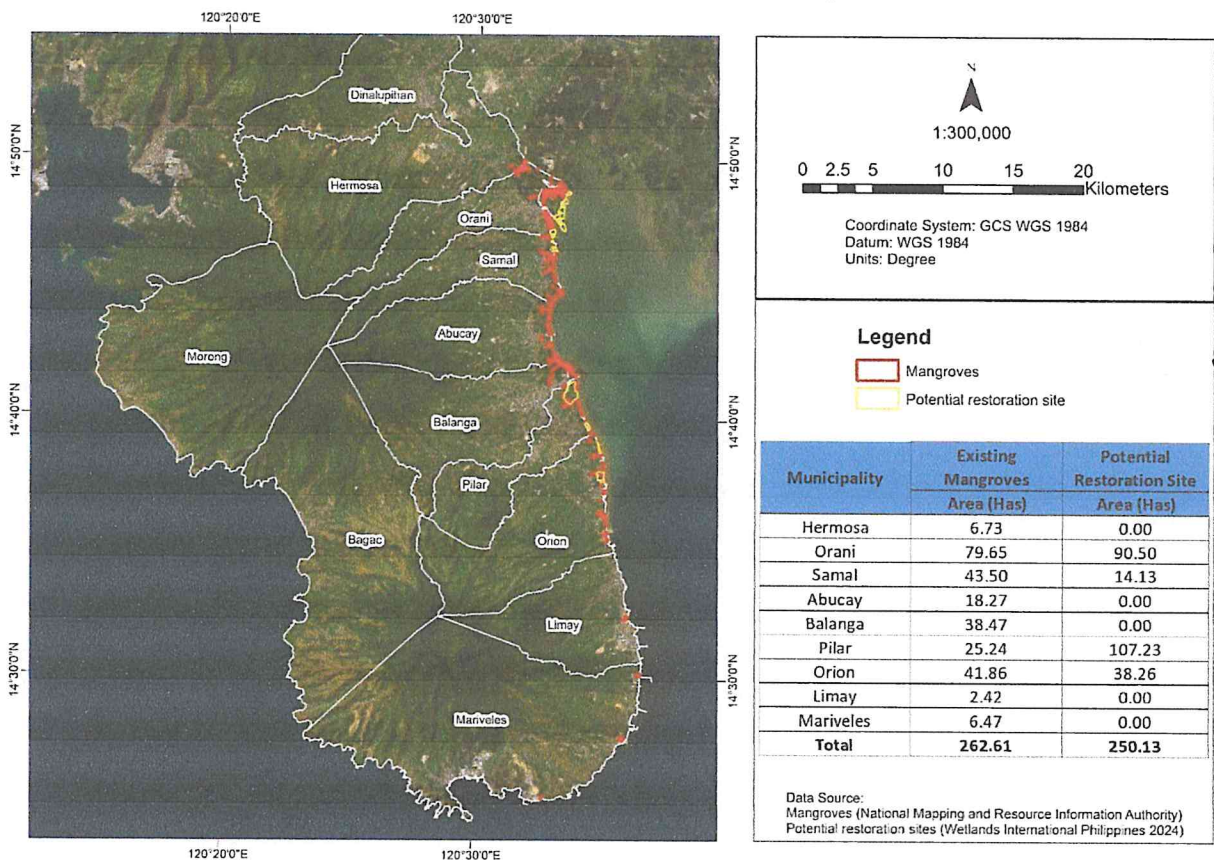 120°20'0"E 120°30'0"E
14°50'0"N
14°40'0"N
14°30'0"N
Dinalupihan
Hermosa
Orani
Samal
Abucay
Morong
Balanga
Pilar
Bagac
Orion
Limay
Mariveles
14°50'0"N
14°40'0"N
14°30'0"N
120°20'0"E 120°30'0"E
N
1:300,000
0 2.5 5 10 15 20
Kilometers
Coordinate System: GCS WGS 1984
Datum: WGS 1984
Units: Degree
Legend
Mangroves
Potential restoration site
Municipality Existing Mangroves Potential Restoration Site
Area (Has) Area (Has)
Hermosa 6.73 0.00
Orani 79.65 90.50
Samal 43.50 14.13
Abucay 18.27 0.00
Balanga 38.47 0.00
Pilar 25.24 107.23
Orion 41.86 38.26
Limay 2.42 0.00
Mariveles 6.47 0.00
Total 262.61 250.13
Data Source:
Mangroves (National Mapping and Resource Information Authority)
Potential restoration sites (Wetlands International Philippines 2024)